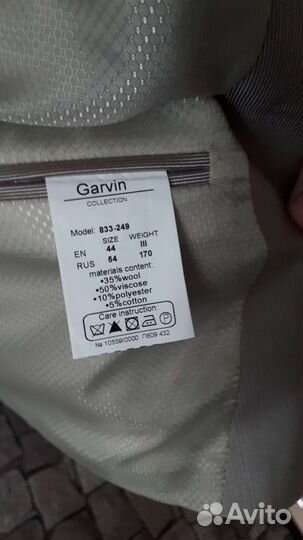 Garvin
COLLECTION
Model: 833-249
SIZE WEIGHT
EN 44 III
RUS 54 170
materials content:
•35%wool
•50%viscose
•10%polyester
•5%cotton
Care instruction:
№ 10559/0000 П609.432
Avito